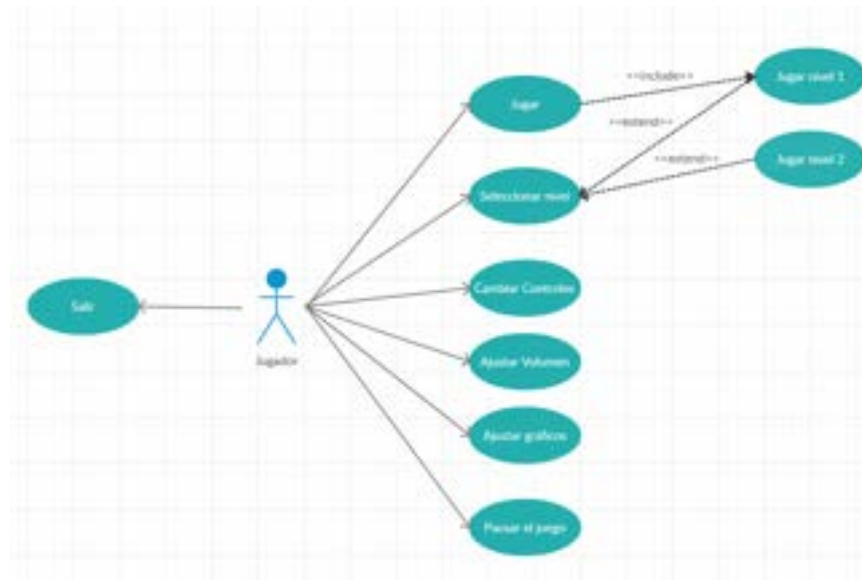 Jugar
<<include>>
Jugar nivel 1
<<extend>>
<<extend>>
Jugar nivel 2
Seleccionar nivel
Salir
Jugador
Cambiar Controles
Ajustar Volumen
Ajustar gráficos
Pausar el juego